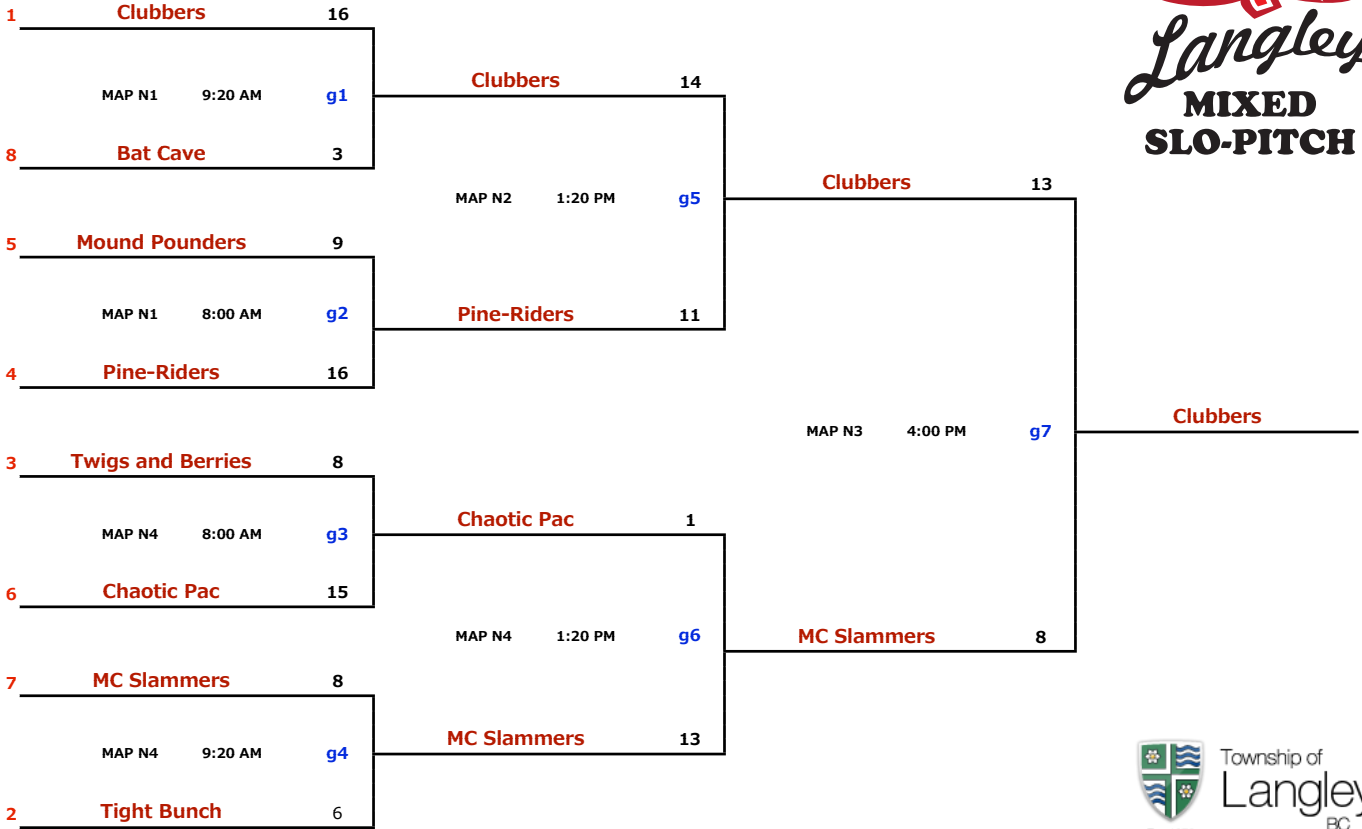 1 Clubbers 16
MAP N1 9:20 AM g1
8 Bat Cave 3
5 Mound Pounders 9
MAP N1 8:00 AM g2
4 Pine-Riders 16
3 Twigs and Berries 8
MAP N4 8:00 AM g3
6 Chaotic Pac 15
7 MC Slammers 8
MAP N4 9:20 AM g4
2 Tight Bunch 6
Clubbers 14
MAP N2 1:20 PM g5
Pine-Riders 11
Chaotic Pac 1
MAP N4 1:20 PM g6
MC Slammers 13
Clubbers 13
MAP N3 4:00 PM g7
MC Slammers 8
Clubbers
Langley
MIXED
SLO-PITCH
Township of
Langley
BC